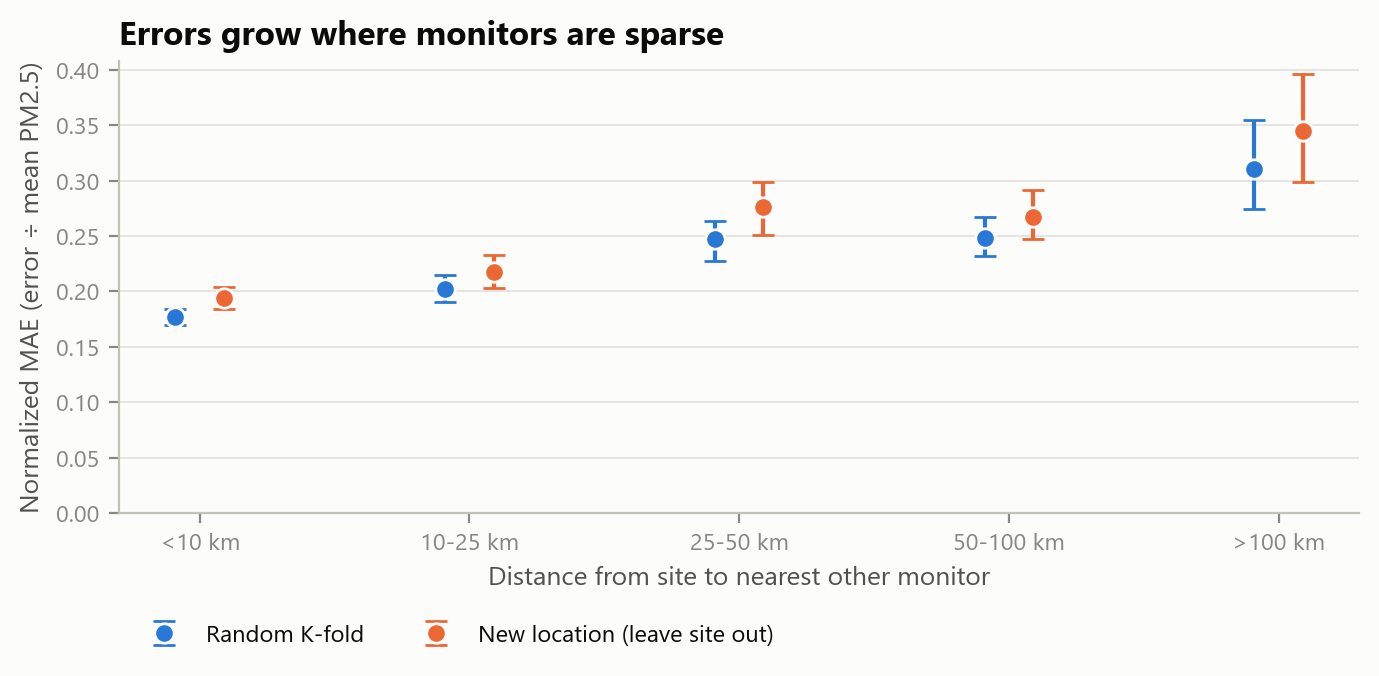 Errors grow where monitors are sparse
Normalized MAE (error ÷ mean PM2.5)
0.40
0.35
0.30
0.25
0.20
0.15
0.10
0.05
0.00
<10 km
10-25 km
25-50 km
50-100 km
>100 km
Distance from site to nearest other monitor
Random K-fold
New location (leave site out)